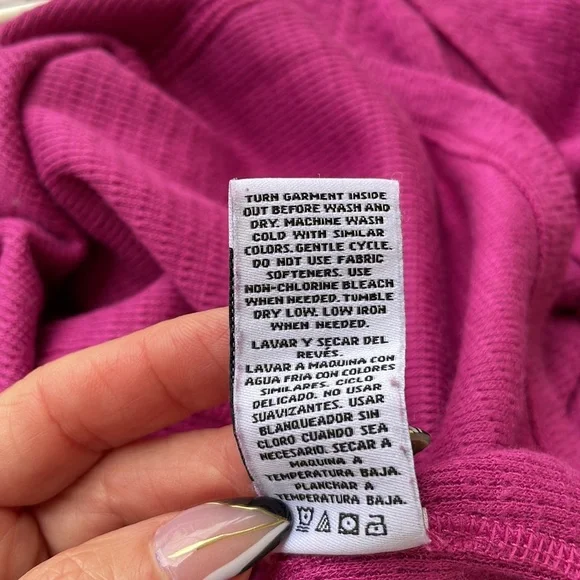 TURN GARMENT INSIDE
OUT BEFORE WASH AND
DRY. MACHINE WASH
COLD WITH SIMILAR
COLORS. GENTLE CYCLE.
DO NOT USE FABRIC
SOFTENERS. USE
NON-CHLORINE BLEACH
WHEN NEEDED. TUMBLE
DRY LOW. LOW IRON
WHEN NEEDED.
LAVAR Y SECAR DEL
REVÉS.
LAVAR A MAQUINA CON
AGUA FRIA CON COLORES
SIMILARES. CICLO
DELICADO. NO USAR
SUAVIZANTES. USAR
BLANQUEADOR SIN
CLORO CUANDO SEA
NECESARIO. SECAR A
MAQUINA A
TEMPERATURA BAJA.
PLANCHAR A
TEMPERATURA BAJA.